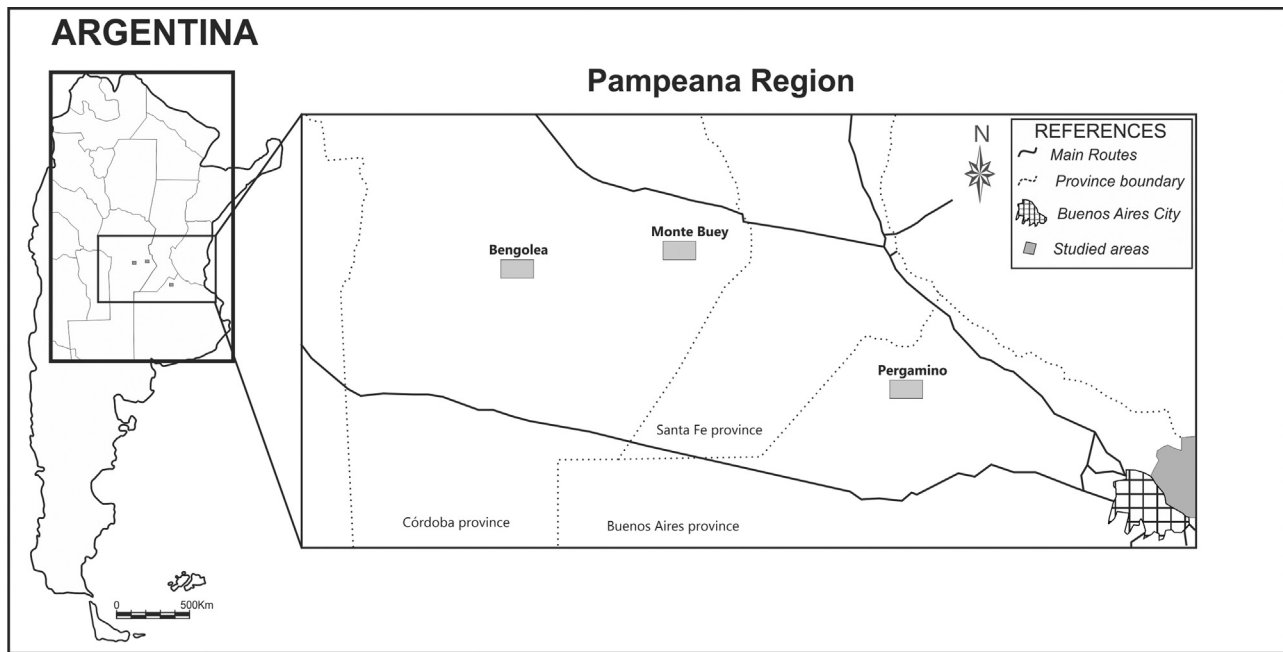 ARGENTINA
Pampeana Region
N
REFERENCES
Main Routes
Province boundary
Buenos Aires City
Studied areas
Monte Buey
Bengolea
Pergamino
Santa Fe province
Córdoba province
Buenos Aires province
0 500Km